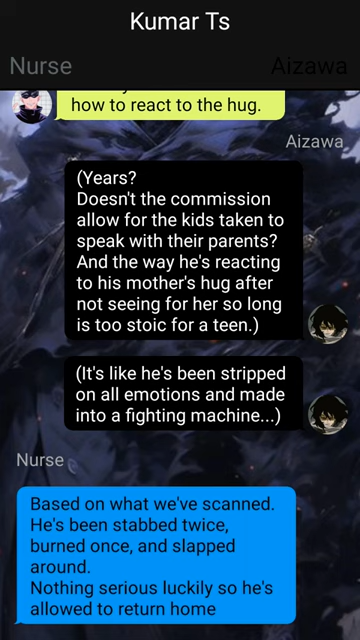 Kumar Ts
Nurse
Aizawa
how to react to the hug.
Aizawa
(Years?
Doesn't the commission
allow for the kids taken to
speak with their parents?
And the way he's reacting
to his mother's hug after
not seeing for her so long
is too stoic for a teen.)
(It's like he's been stripped
on all emotions and made
into a fighting machine...)
Nurse
Based on what we've scanned.
He's been stabbed twice,
burned once, and slapped
around.
Nothing serious luckily so he's
allowed to return home